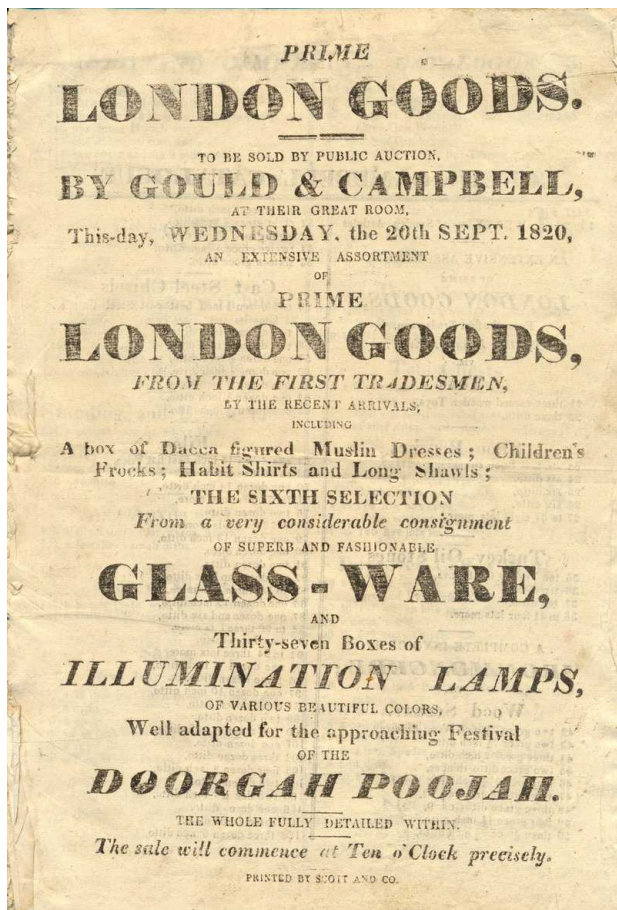 PRIME
LONDON GOODS.
TO BE SOLD BY PUBLIC AUCTION,
BY GOULD & CAMPBELL,
AT THEIR GREAT ROOM,
This-day, WEDNESDAY, the 20th SEPT. 1820,
AN EXTENSIVE ASSORTMENT
OF
PRIME
LONDON GOODS,
FROM THE FIRST TRADESMEN,
BY THE RECENT ARRIVALS,
INCLUDING
A box of Dacca figured Muslin Dresses; Children's
Frocks; Habit Shirts and Long Shawls;
THE SIXTH SELECTION
From a very considerable consignment
OF SUPERB AND FASHIONABLE
GLASS-WARE,
AND
Thirty-seven Boxes of
ILLUMINATION LAMPS,
OF VARIOUS BEAUTIFUL COLORS,
Well adapted for the approaching Festival
OF THE
DOORGAH POOJAH.
THE WHOLE FULLY DETAILED WITHIN.
The sale will commence at Ten o'Clock precisely.
PRINTED BY SCOTT AND CO.